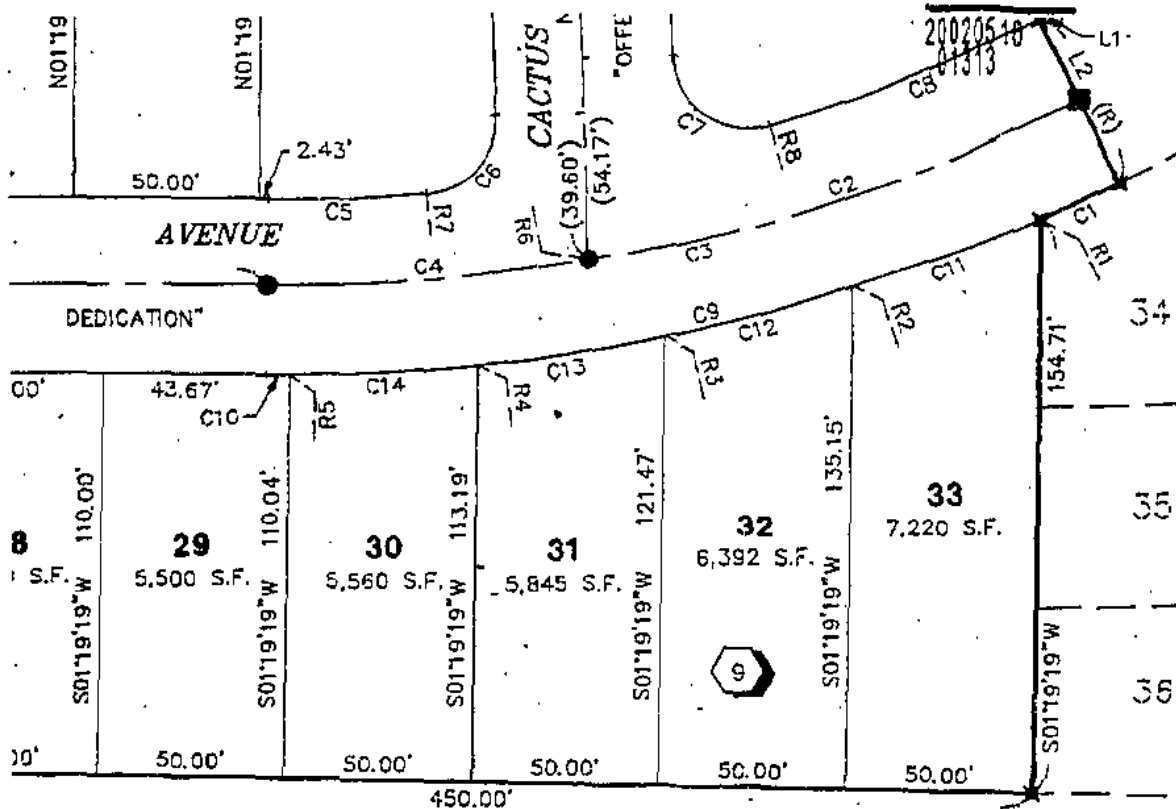 N01°19
N01°19
CACTUS
N
"OFFE
20020510
01313
L1
L2
(R)
C8
C7
R8
C6
2.43'
50.00'
C5
R7
(39.60')
(54.17')
C2
C1
AVENUE
R6
C3
C4
R1
C11
DEDICATION"
C9
C12
R2
34
R3
C13
154.71'
00'
43.67'
C10
C14
R5
R4
8
S.F.
S01°19'19"W 110.00'
29
5,500 S.F.
S01°19'19"W 110.04'
30
5,560 S.F.
S01°19'19"W 113.19'
31
5,845 S.F.
S01°19'19"W 121.47'
32
6,392 S.F.
S01°19'19"W 135.15'
33
7,220 S.F.
35
9
S01°19'19"W
36
00'
50.00'
50.00'
50.00'
50.00'
50.00'
450.00'